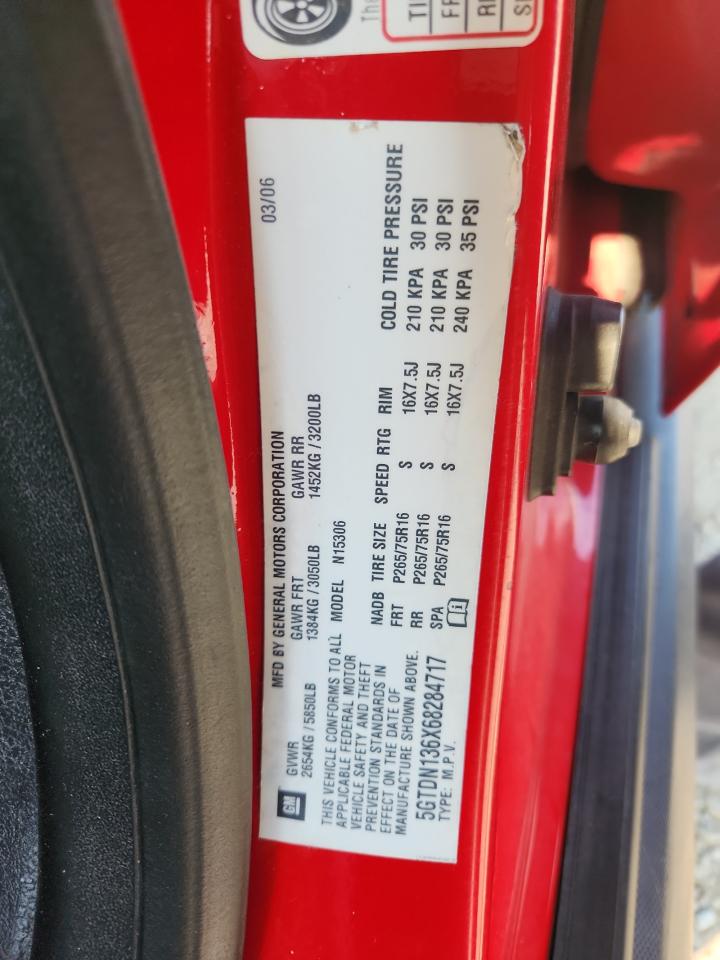 The
TI
FR
RE
GM
MFD BY GENERAL MOTORS CORPORATION
03/06
GVWR GAWR FRT GAWR RR
2654KG / 5850LB 1384KG / 3050LB 1452KG / 3200LB
THIS VEHICLE CONFORMS TO ALL
APPLICABLE FEDERAL MOTOR
VEHICLE SAFETY AND THEFT
PREVENTION STANDARDS IN
EFFECT ON THE DATE OF
MANUFACTURE SHOWN ABOVE.
5GTDN136X68284717
TYPE: M.P.V.
MODEL N15306
NADB TIRE SIZE SPEED RTG RIM COLD TIRE PRESSURE
FRT P265/75R16 S 16X7.5J 210 KPA 30 PSI
RR P265/75R16 S 16X7.5J 210 KPA 30 PSI
SPA P265/75R16 S 16X7.5J 240 KPA 35 PSI